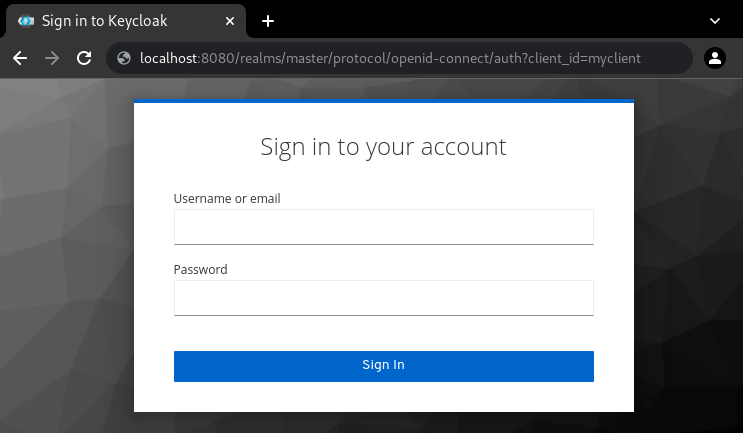 Sign in to Keycloak
localhost:8080/realms/master/protocol/openid-connect/auth?client_id=myclient
Sign in to your account
Username or email
Password
Sign In